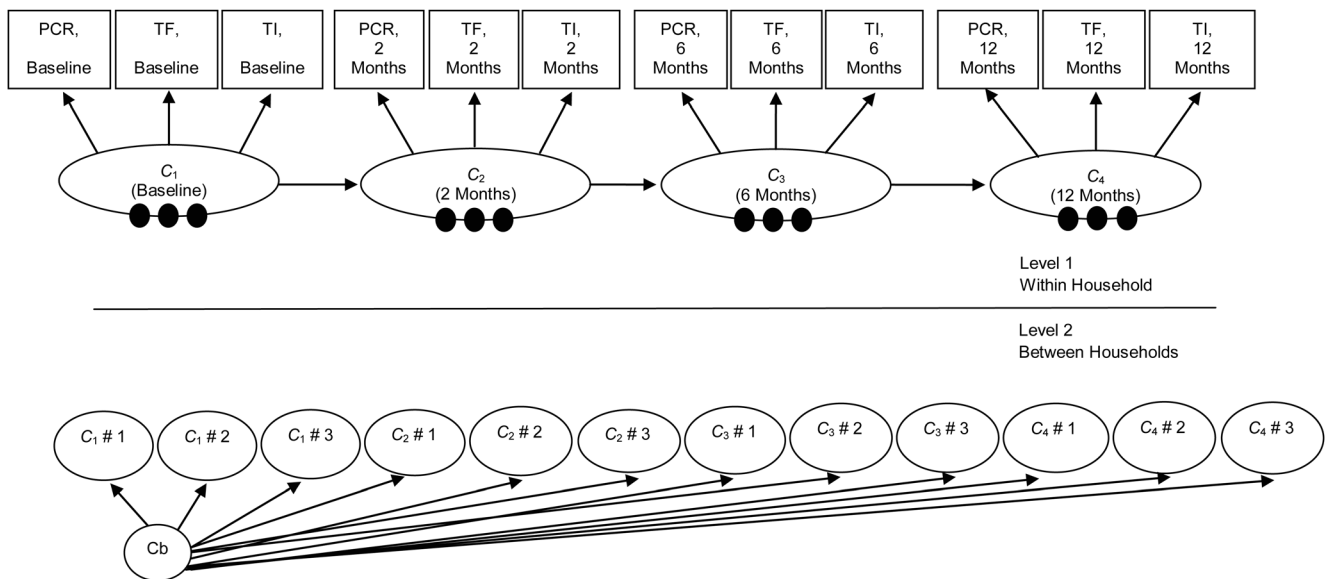 PCR,
Baseline
TF,
Baseline
TI,
Baseline
PCR,
2
Months
TF,
2
Months
TI,
2
Months
PCR,
6
Months
TF,
6
Months
TI,
6
Months
PCR,
12
Months
TF,
12
Months
TI,
12
Months
C₁
(Baseline)
C₂
(2 Months)
C₃
(6 Months)
C₄
(12 Months)
Level 1
Within Household
Level 2
Between Households
C₁ # 1
C₁ # 2
C₁ # 3
C₂ # 1
C₂ # 2
C₂ # 3
C₃ # 1
C₃ # 2
C₃ # 3
C₄ # 1
C₄ # 2
C₄ # 3
Cb